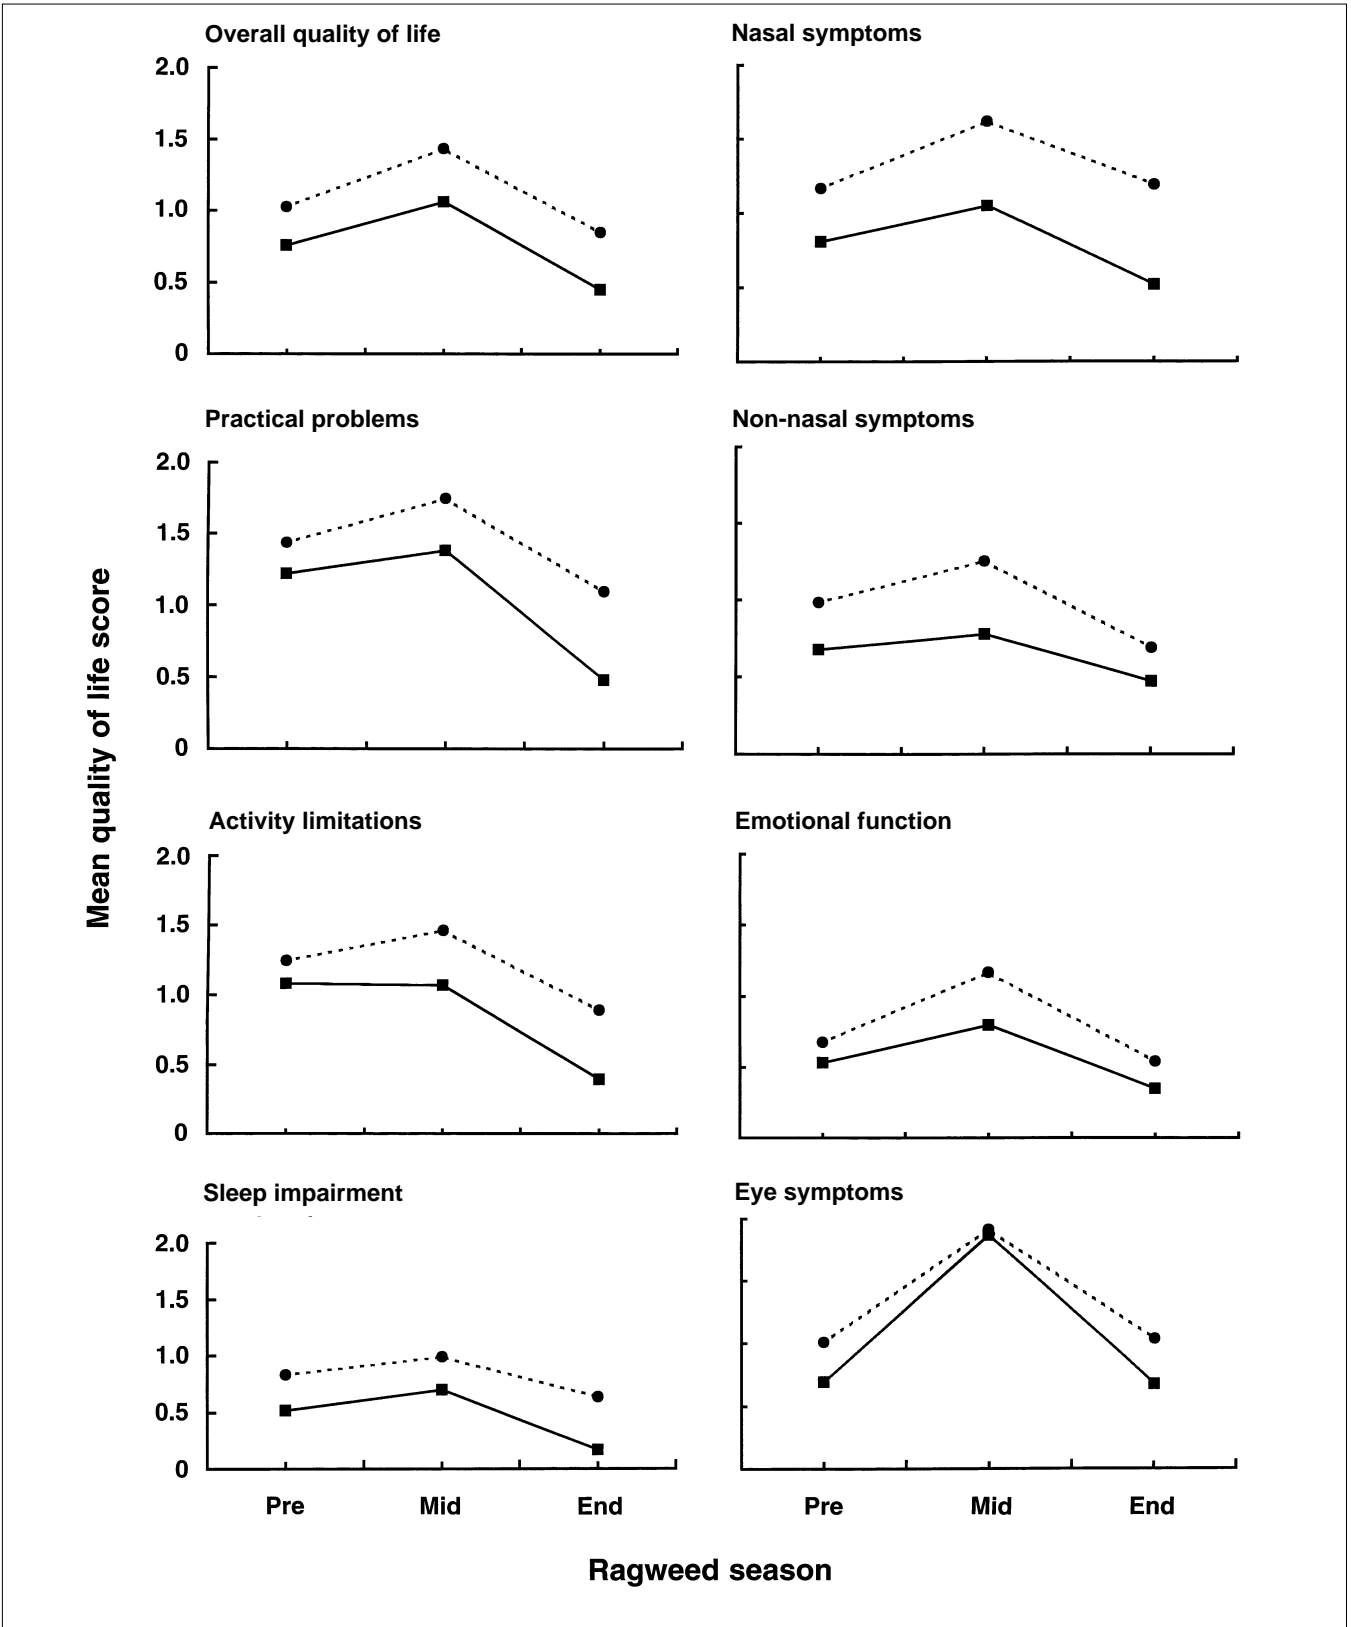 Overall quality of life
2.0
1.5
1.0
0.5
0
Nasal symptoms
Practical problems
2.0
1.5
1.0
0.5
0
Non-nasal symptoms
Mean quality of life score
Activity limitations
2.0
1.5
1.0
0.5
0
Emotional function
Sleep impairment
2.0
1.5
1.0
0.5
0
Pre Mid End
Eye symptoms
Pre Mid End
Ragweed season